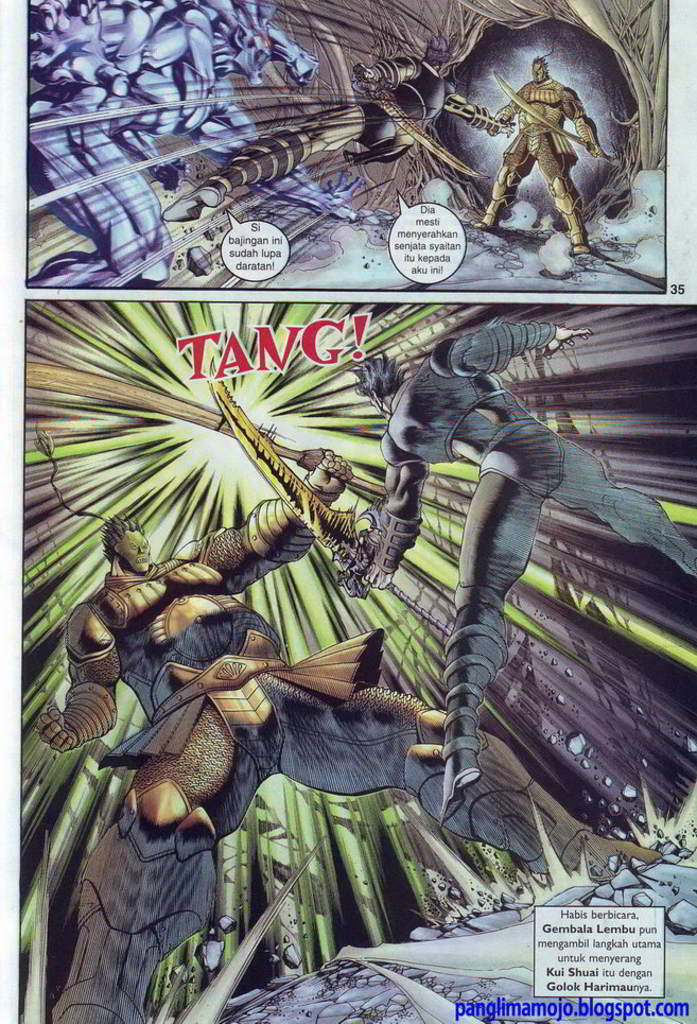 Si
bajingan ini
sudah lupa
daratan!
Dia
mesti
menyerahkan
senjata syaitan
itu kepada
aku ini!
35
TANG!
Habis berbicara,
Gembala Lembu pun
mengambil langkah utama
untuk menyerang
Kui Shuai itu dengan
Golok Harimaunya.
panglimamojo.blogspot.com